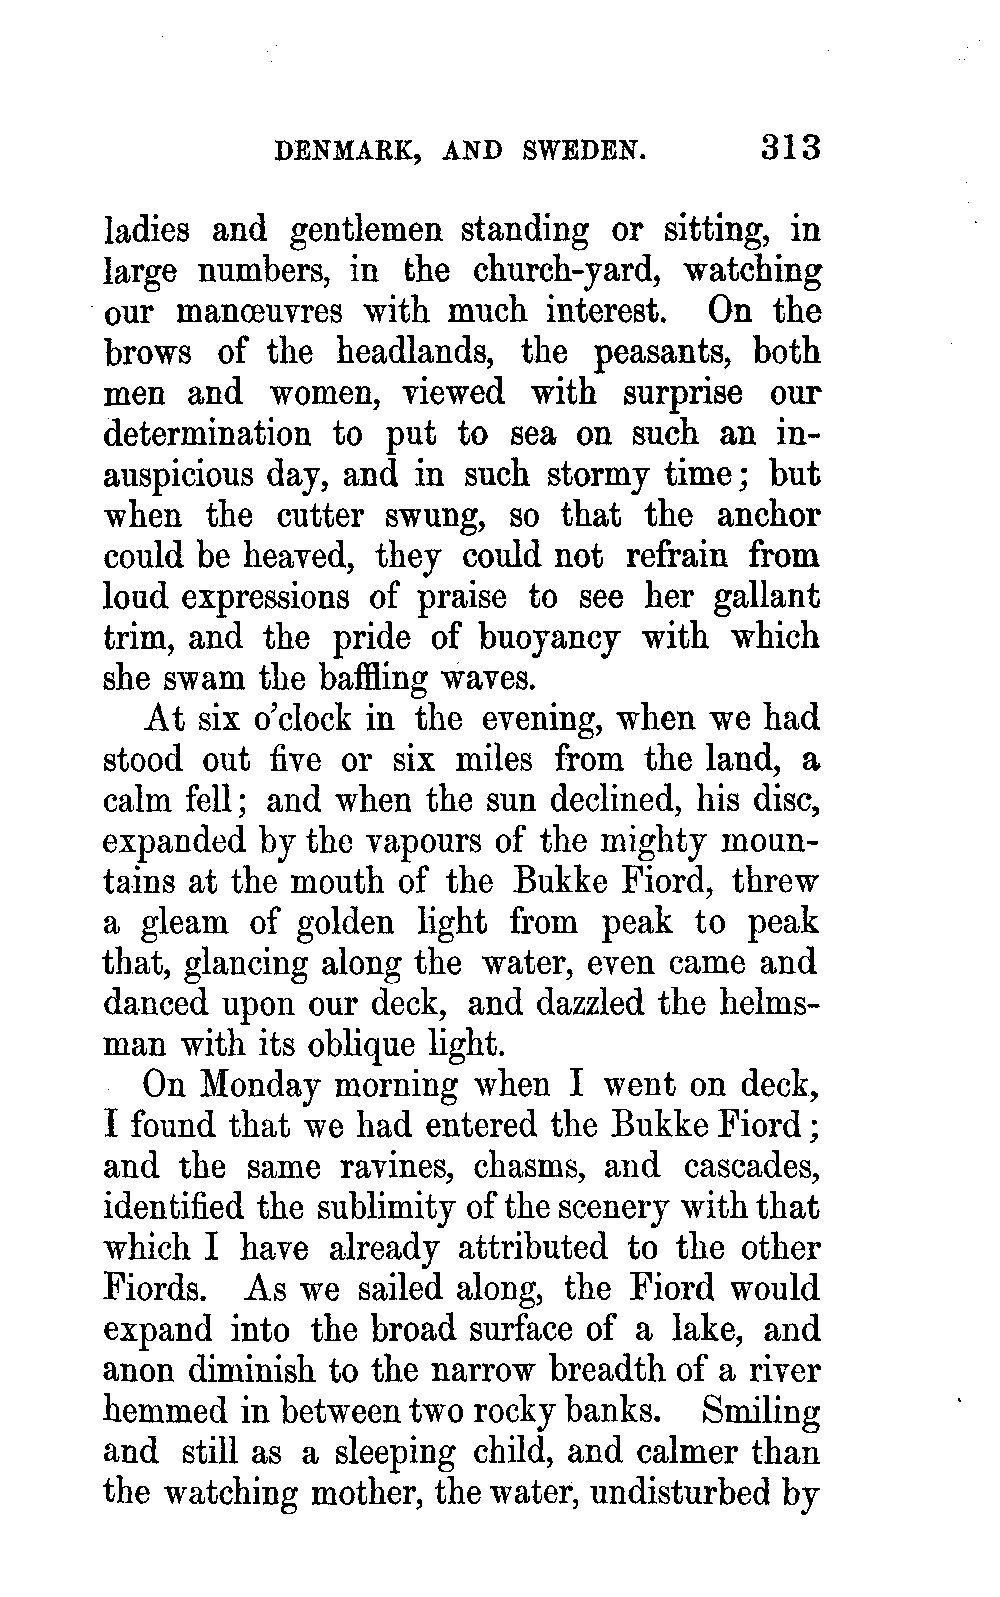 DENMARK, AND SWEDEN. 313
ladies and gentlemen standing or sitting, in
large numbers, in the church-yard, watching
our manœuvres with much interest. On the
brows of the headlands, the peasants, both
men and women, viewed with surprise our
determination to put to sea on such an in-
auspicious day, and in such stormy time; but
when the cutter swung, so that the anchor
could be heaved, they could not refrain from
loud expressions of praise to see her gallant
trim, and the pride of buoyancy with which
she swam the baffling waves.
At six o'clock in the evening, when we had
stood out five or six miles from the land, a
calm fell; and when the sun declined, his disc,
expanded by the vapours of the mighty moun-
tains at the mouth of the Bukke Fiord, threw
a gleam of golden light from peak to peak
that, glancing along the water, even came and
danced upon our deck, and dazzled the helms-
man with its oblique light.
On Monday morning when I went on deck,
I found that we had entered the Bukke Fiord;
and the same ravines, chasms, and cascades,
identified the sublimity of the scenery with that
which I have already attributed to the other
Fiords. As we sailed along, the Fiord would
expand into the broad surface of a lake, and
anon diminish to the narrow breadth of a river
hemmed in between two rocky banks. Smiling
and still as a sleeping child, and calmer than
the watching mother, the water, undisturbed by